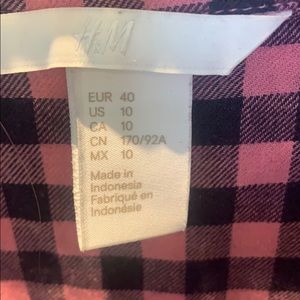 H&M
EUR 40
US 10
CA 10
CN 170/92A
MX 10
Made in
Indonesia
Fabriqué en
Indonésie